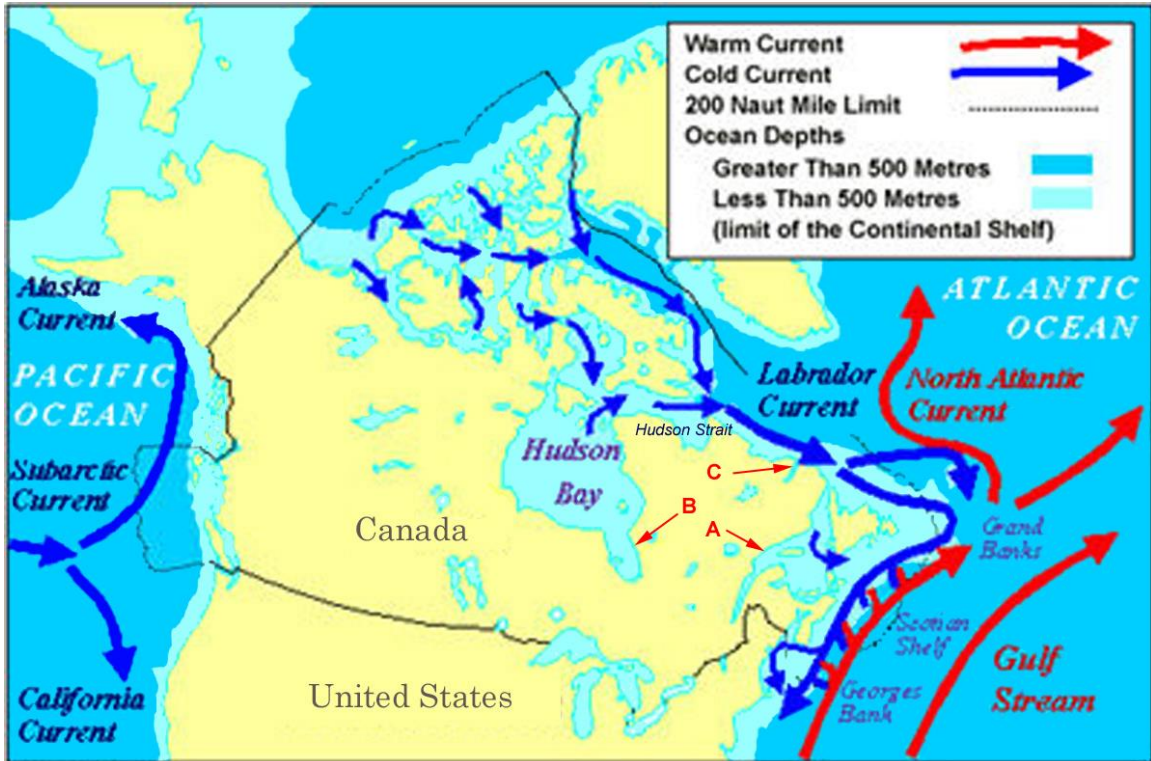 Warm Current
Cold Current
200 Naut Mile Limit
Ocean Depths
Greater Than 500 Metres
Less Than 500 Metres
(limit of the Continental Shelf)
Alaska
Current
PACIFIC
OCEAN
Subarctic
Current
California
Current
ATLANTIC
OCEAN
Labrador
Current
North Atlantic
Current
Hudson Strait
Hudson
Bay
C
B
A
Canada
United States
Grand
Banks
Scotian
Shelf
Georges
Bank
Gulf
Stream